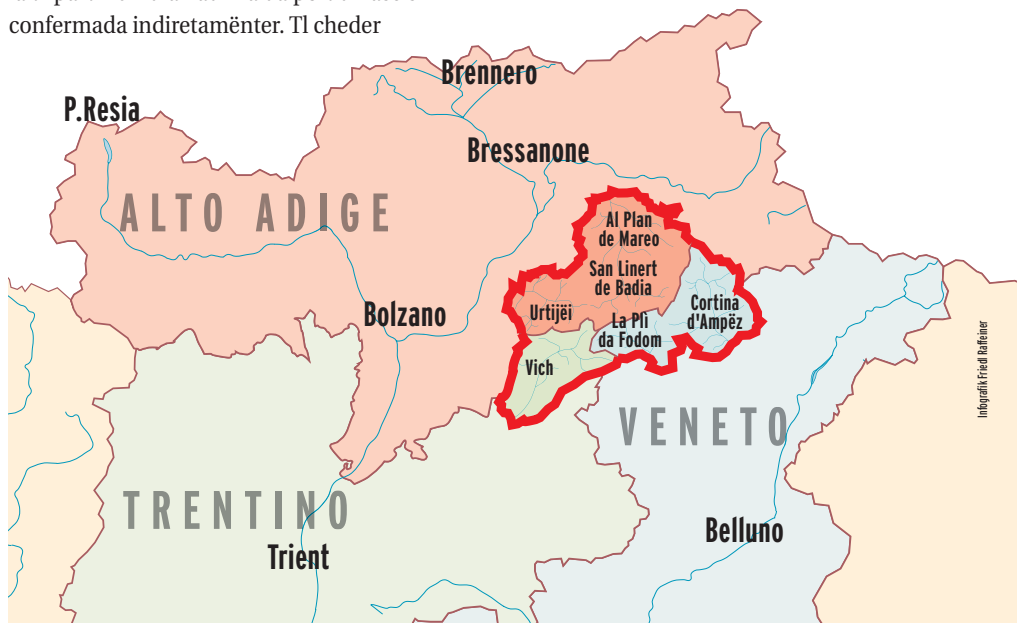 confermada indiretamënter. Tl cheder
Brennero
P.Resia
Bressanone
ALTO ADIGE
Al Plan
de Mareo
San Linert
de Badia
Urtijëi
Cortina
d'Ampëz
Bolzano
La Plì
da Fodom
Vich
Infografik Friedl Raffeiner
VENETO
TRENTINO
Belluno
Trient